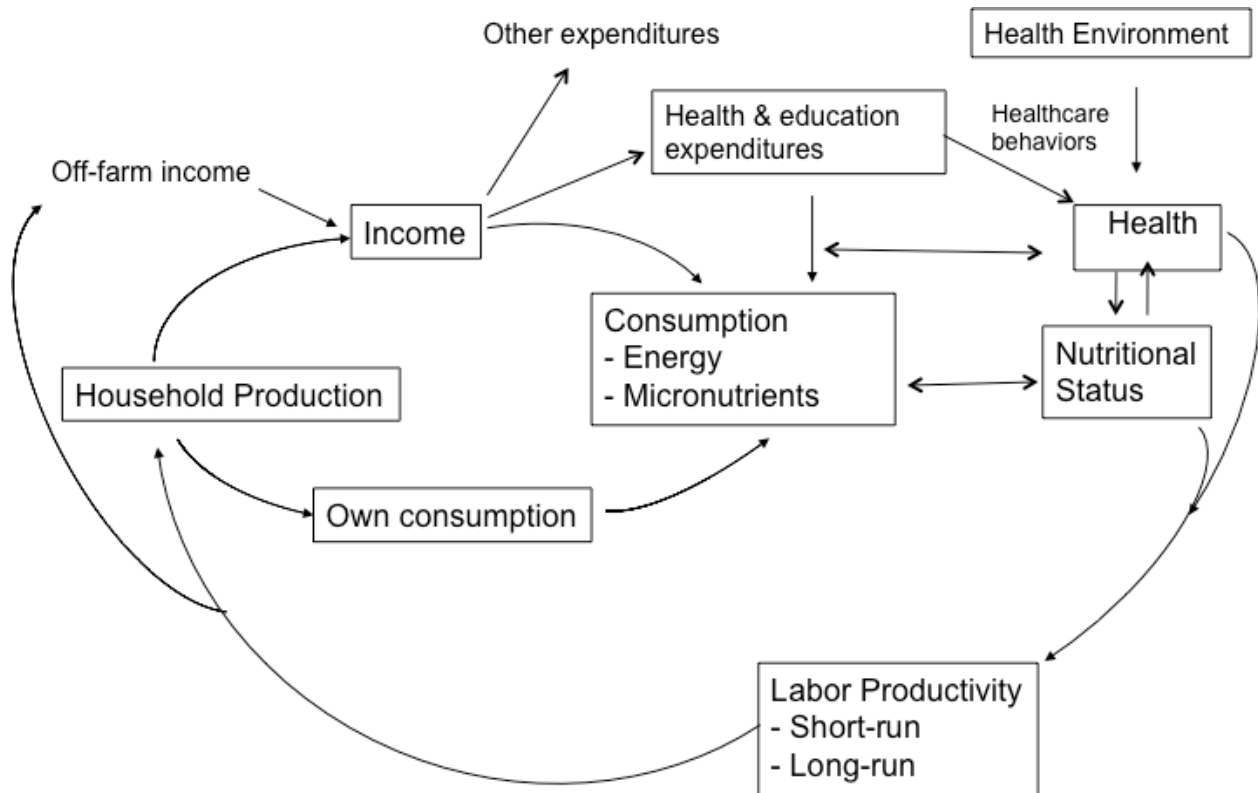 Other expenditures
Health Environment
Health & education
expenditures
Healthcare
behaviors
Off-farm income
Income
Health
Consumption
- Energy
- Micronutrients
Nutritional
Status
Household Production
Own consumption
Labor Productivity
- Short-run
- Long-run